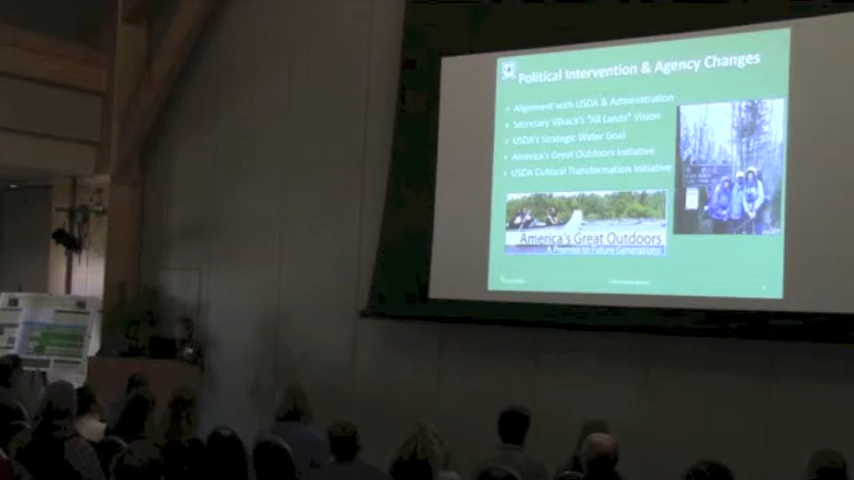 Political Intervention & Agency Changes
Alignment with USDA & Administration
Secretary Vilsack's "All Lands" Vision
USDA's Strategic Water Goal
America's Great Outdoors Initiative
USDA Cultural Transformation Initiative
America's Great Outdoors
A Promise to Future Generations